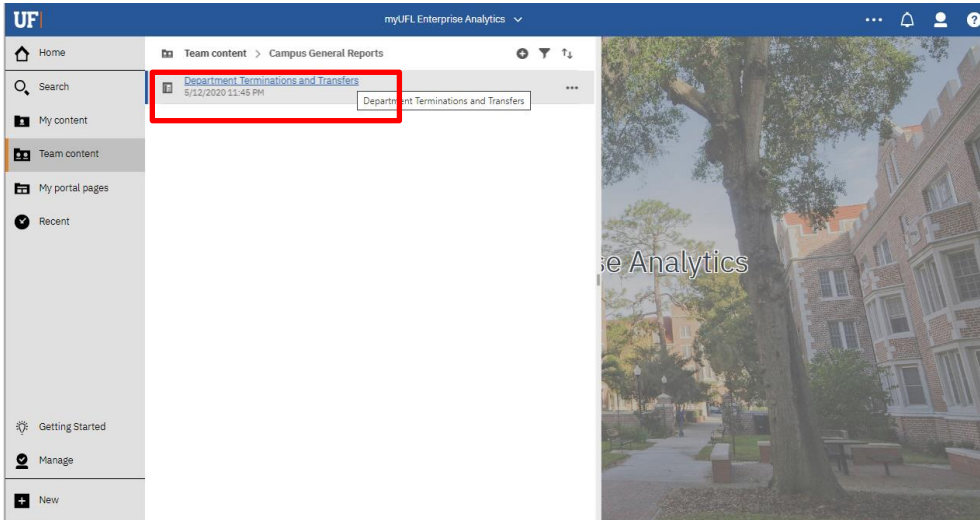 UF
myUFL Enterprise Analytics
Home
Team content > Campus General Reports
Search
Department Terminations and Transfers
5/12/2020 11:45 PM
Department Terminations and Transfers
My content
Team content
My portal pages
Recent
se Analytics
Getting Started
Manage
New